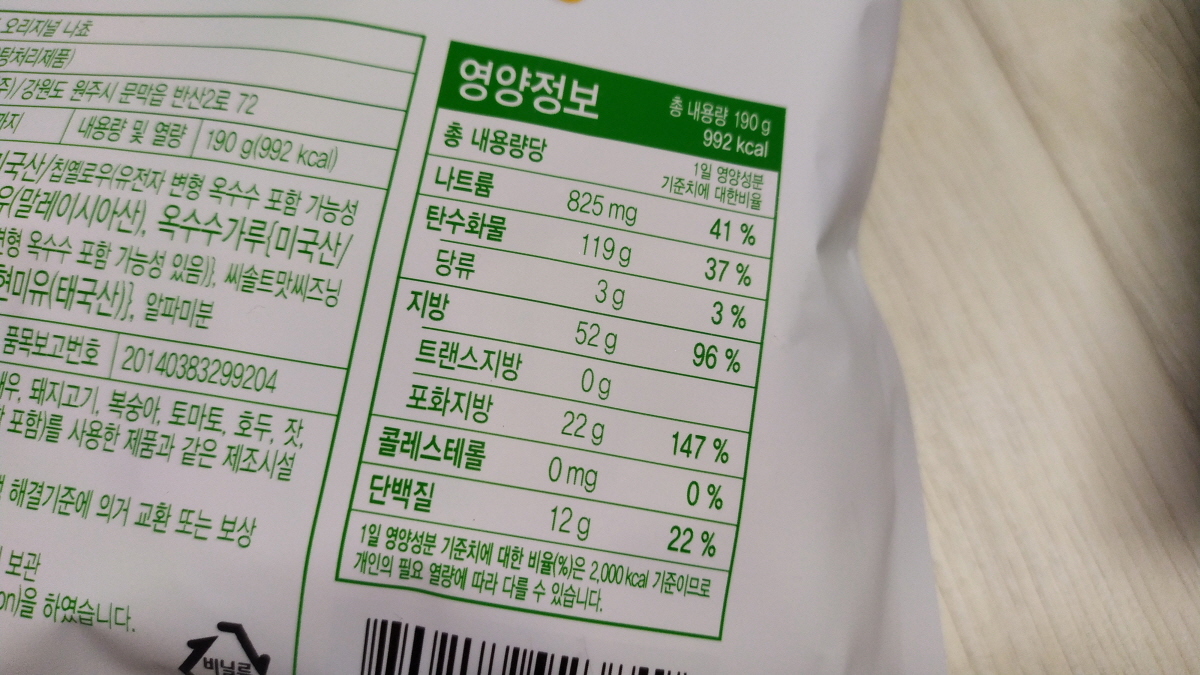 오리지널 나쵸
탕처리제품)
주)/강원도 원주시 문막읍 반산2로 72
까지 내용량 및 열량 190 g(992 kcal)
미국산/칩옐로우(유전자 변형 옥수수 포함 가능성
유(말레이시아산), 옥수수가루{미국산/
변형 옥수수 포함 가능성 있음)}, 씨솔트맛씨즈닝
현미유(태국산)}, 알파미분
품목보고번호 20140383299204
새우, 돼지고기, 복숭아, 토마토, 호두, 잣,
포함)를 사용한 제품과 같은 제조시설
해결기준에 의거 교환 또는 보상
보관
on)을 하였습니다.
비닐류
영양정보
총 내용량 190 g
992 kcal
총 내용량당
1일 영양성분
기준치에 대한비율
나트륨 825 mg 41 %
탄수화물 119 g 37 %
당류 3 g 3 %
지방 52 g 96 %
트랜스지방 0 g
포화지방 22 g 147 %
콜레스테롤 0 mg 0 %
단백질 12 g 22 %
1일 영양성분 기준치에 대한 비율(%)은 2,000 kcal 기준이므로
개인의 필요 열량에 따라 다를 수 있습니다.